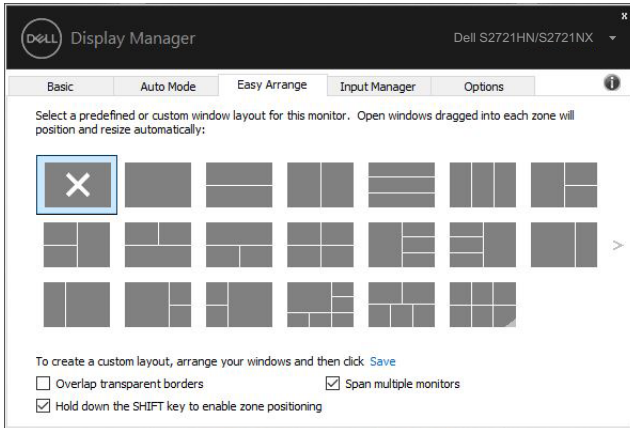 x
DELL Display Manager Dell S2721HN/S2721NX
Basic Auto Mode Easy Arrange Input Manager Options i
Select a predefined or custom window layout for this monitor. Open windows dragged into each zone will
position and resize automatically:
>
To create a custom layout, arrange your windows and then click Save
Overlap transparent borders Span multiple monitors
Hold down the SHIFT key to enable zone positioning